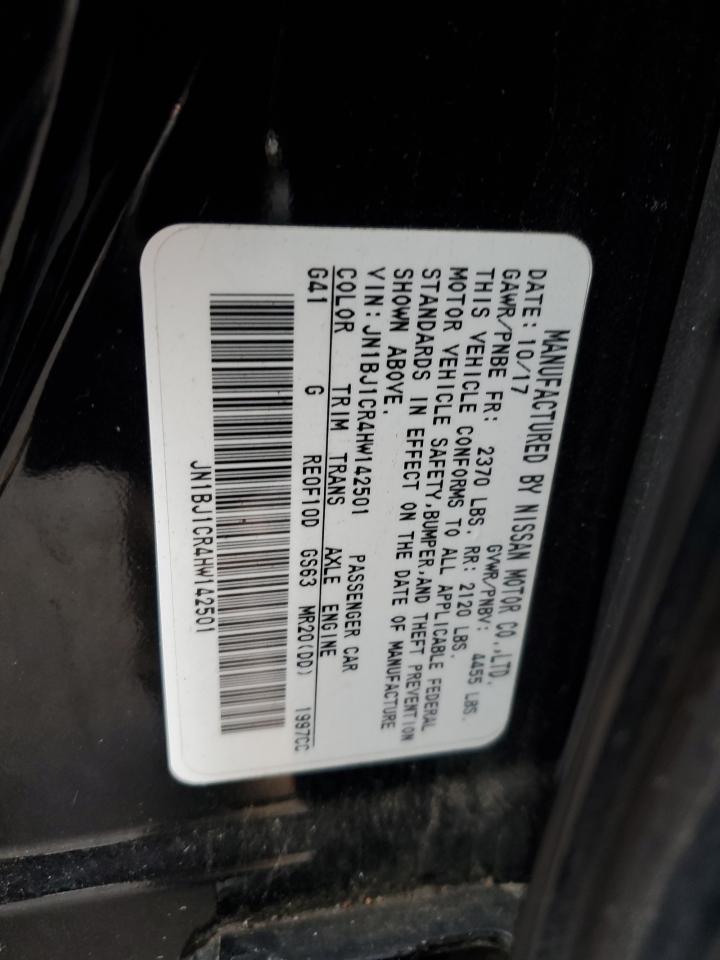 MANUFACTURED BY NISSAN MOTOR CO.,LTD.
DATE: 10/17 GVWR/PNBV: 4455 LBS.
GAWR/PNBE FR: 2370 LBS. RR: 2120 LBS.
THIS VEHICLE CONFORMS TO ALL APPLICABLE FEDERAL
MOTOR VEHICLE SAFETY,BUMPER,AND THEFT PREVENTION
STANDARDS IN EFFECT ON THE DATE OF MANUFACTURE
SHOWN ABOVE.
VIN: JN1BJ1CR4HW142501 PASSENGER CAR
COLOR TRIM TRANS AXLE ENGINE
G41 G RE0F10D GS63 MR20(DD) 1997CC
JN1BJ1CR4HW142501